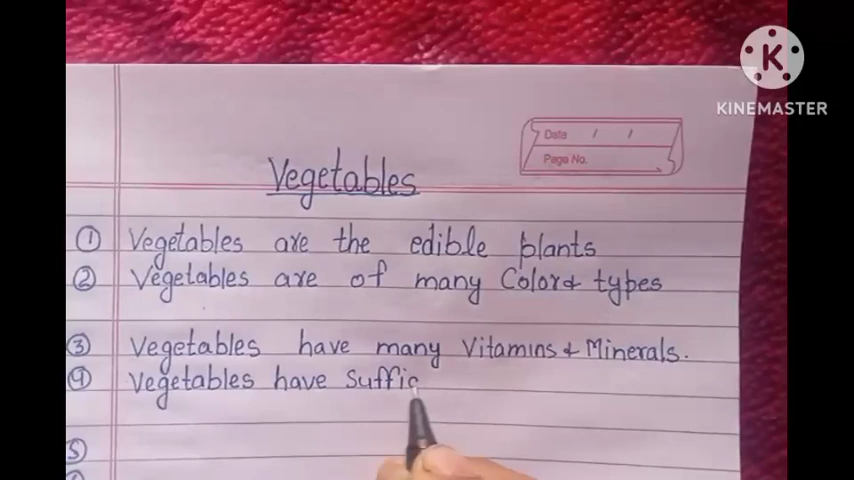 KINEMASTER
Data / /
Page No.
Vegetables
① Vegetables are the edible plants
② Vegetables are of many Color & types
③ Vegetables have many Vitamins & Minerals.
④ Vegetables have Suffic
⑤